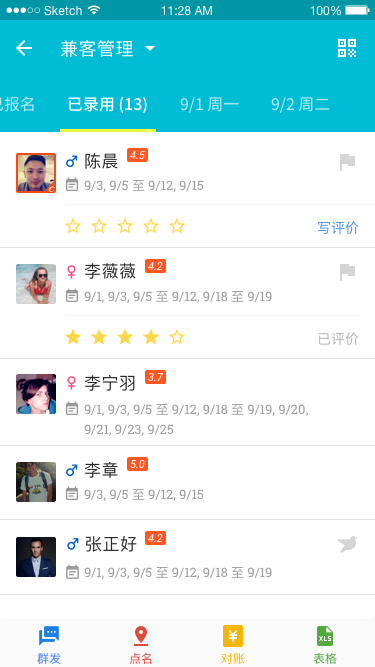 Sketch 11:28 AM 100%
兼客管理
已报名 已录用 (13) 9/1 周一 9/2 周二
陈晨 4.5
9/3, 9/5 至 9/12, 9/15
写评价
李薇薇 4.2
9/1, 9/3, 9/5 至 9/12, 9/18 至 9/19
已评价
李宁羽 3.7
9/1, 9/3, 9/5 至 9/12, 9/18 至 9/19, 9/20,
9/21, 9/23, 9/25
李章 5.0
9/3, 9/5 至 9/12, 9/15
张正好 4.2
9/1, 9/3, 9/5 至 9/12, 9/18 至 9/19
¥ XLS
群发 点名 对账 表格